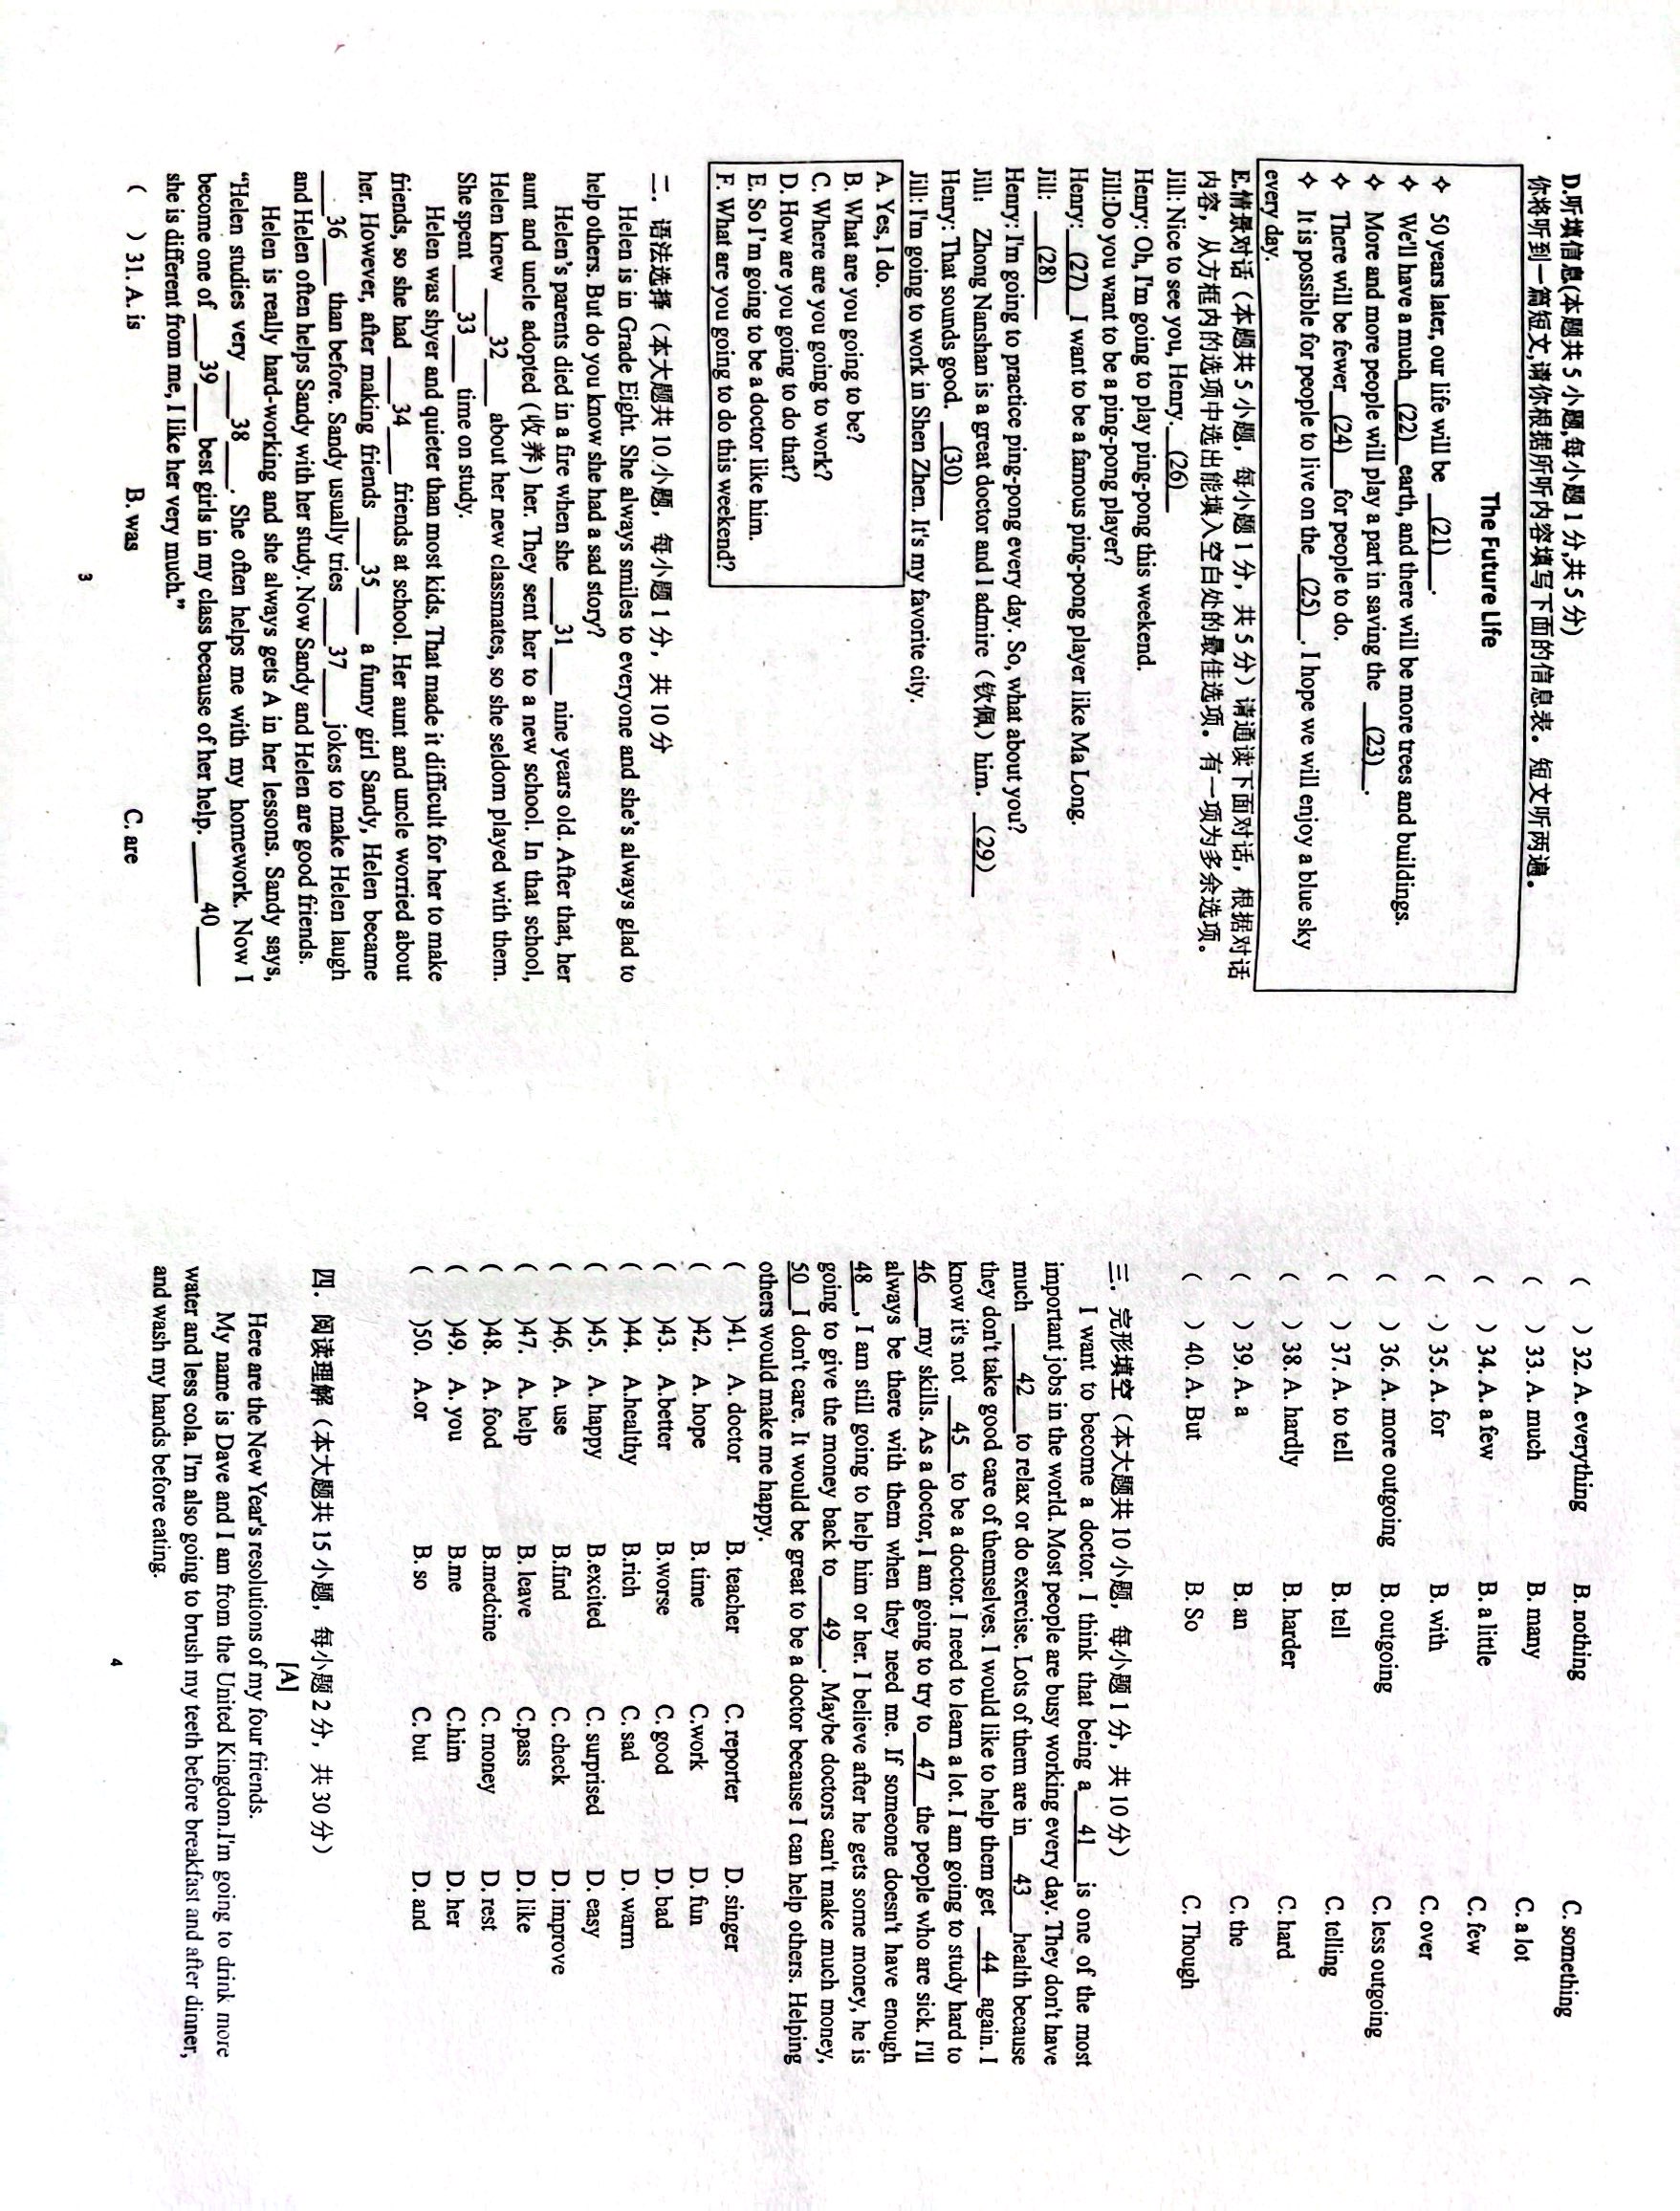 D.听填信息(本题共5小题,每小题1分,共5分)
你将听到一篇短文,请你根据所听内容填写下面的信息表。短文听两遍。
The Future Life
✧ 50 years later, our life will be (21).
✧ We'll have a much (22) earth, and there will be more trees and buildings.
✧ More and more people will play a part in saving the (23).
✧ There will be fewer (24) for people to do.
✧ It is possible for people to live on the (25). I hope we will enjoy a blue sky
every day.
E.情景对话（本题共5小题，每小题1分，共5分）请通读下面对话，根据对话
内容，从方框内的选项中选出能填入空白处的最佳选项。有一项为多余选项。
Jill: Nice to see you, Henry. (26)
Henry: Oh, I'm going to play ping-pong this weekend.
Jill:Do you want to be a ping-pong player?
Henry: (27) I want to be a famous ping-pong player like Ma Long.
Jill: (28)
Henry: I'm going to practice ping-pong every day. So, what about you?
Jill: Zhong Nanshan is a great doctor and I admire（钦佩）him. (29)
Henry: That sounds good. (30)
Jill: I'm going to work in Shen Zhen. It's my favorite city.
A. Yes, I do.
B. What are you going to be?
C. Where are you going to work?
D. How are you going to do that?
E. So I'm going to be a doctor like him.
F. What are you going to do this weekend?
二. 语法选择（本大题共10.小题，每小题1分，共10分
Helen is in Grade Eight. She always smiles to everyone and she's always glad to
help others. But do you know she had a sad story?
Helen's parents died in a fire when she 31 nine years old. After that, her
aunt and uncle adopted (收养) her. They sent her to a new school. In that school,
Helen knew 32 about her new classmates, so she seldom played with them.
She spent 33 time on study.
Helen was shyer and quieter than most kids. That made it difficult for her to make
friends, so she had 34 friends at school. Her aunt and uncle worried about
her. However, after making friends 35 a funny girl Sandy, Helen became
36 than before. Sandy usually tries 37 jokes to make Helen laugh
and Helen often helps Sandy with her study. Now Sandy and Helen are good friends.
Helen is really hard-working and she always gets A in her lessons. Sandy says,
“Helen studies very 38. She often helps me with my homework. Now I
become one of 39 best girls in my class because of her help. 40
she is different from me, I like her very much.”
( ) 31. A. is B. was C. are
3
( ) 32. A. everything B. nothing C. something
( ) 33. A. much B. many C. a lot
( ) 34. A. a few B. a little C. few
( ) 35. A. for B. with C. over
( ) 36. A. more outgoing B. outgoing C. less outgoing
( ) 37. A. to tell B. tell C. telling
( ) 38. A. hardly B. harder C. hard
( ) 39. A. a B. an C. the
( ) 40. A. But B. So C. Though
三. 完形填空（本大题共10小题，每小题1分，共10分）
I want to become a doctor. I think that being a 41 is one of the most
important jobs in the world. Most people are busy working every day. They don't have
much 42 to relax or do exercise. Lots of them are in 43 health because
they don't take good care of themselves. I would like to help them get 44 again. I
know it's not 45 to be a doctor. I need to learn a lot. I am going to study hard to
46 my skills. As a doctor, I am going to try to 47 the people who are sick. I'll
always be there with them when they need me. If someone doesn't have enough
48, I am still going to help him or her. I believe after he gets some money, he is
going to give the money back to 49. Maybe doctors can't make much money,
50 I don't care. It would be great to be a doctor because I can help others. Helping
others would make me happy.
( )41. A. doctor B. teacher C. reporter D. singer
( )42. A. hope B. time C.work D. fun
( )43. A.better B.worse C. good D. bad
( )44. A.healthy B.rich C. sad D. warm
( )45. A. happy B.excited C. surprised D. easy
( )46. A. use B.find C. check D. improve
( )47. A. help B. leave C.pass D. like
( )48. A. food B.medcine C. money D. rest
( )49. A. you B.me C.him D. her
( )50. A.or B. so C. but D. and
四. 阅读理解（本大题共15小题，每小题2分，共30分）
[A]
Here are the New Year's resolutions of my four friends.
My name is Dave and I am from the United Kingdom.I'm going to drink more
water and less cola. I'm also going to brush my teeth before breakfast and after dinner,
and wash my hands before eating.
4